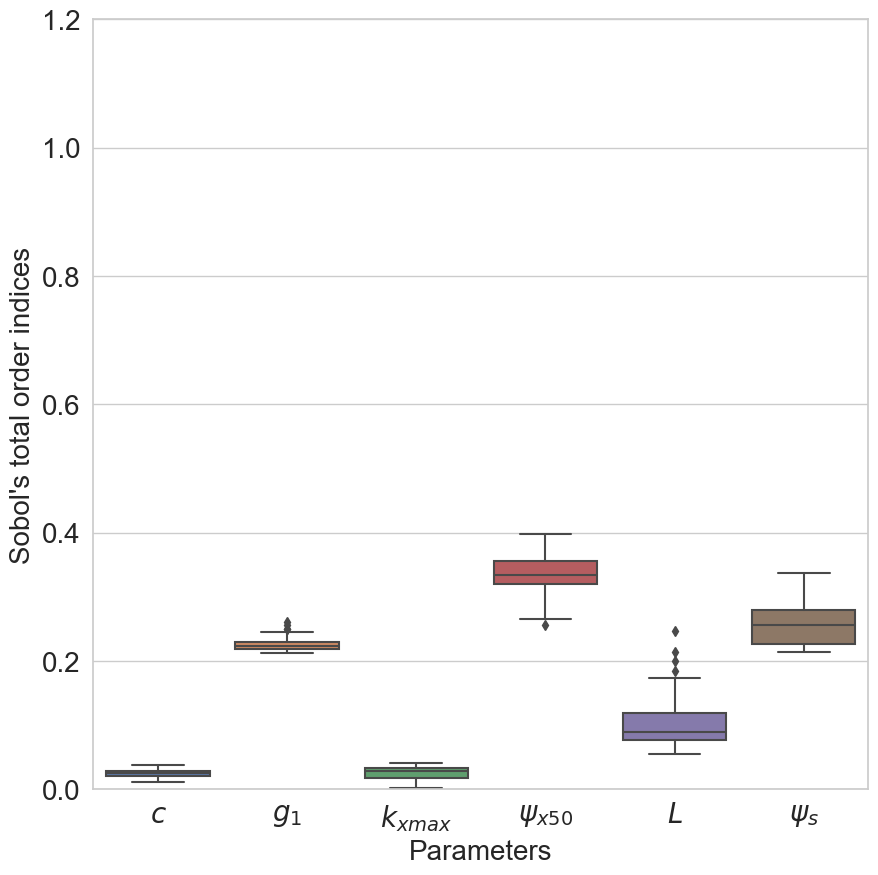 1.2
1.0
0.8
0.6
0.4
0.2
0.0
Sobol's total order indices
c g₁ kₓₘₐₓ ψₓ₅₀ L ψₛ
Parameters